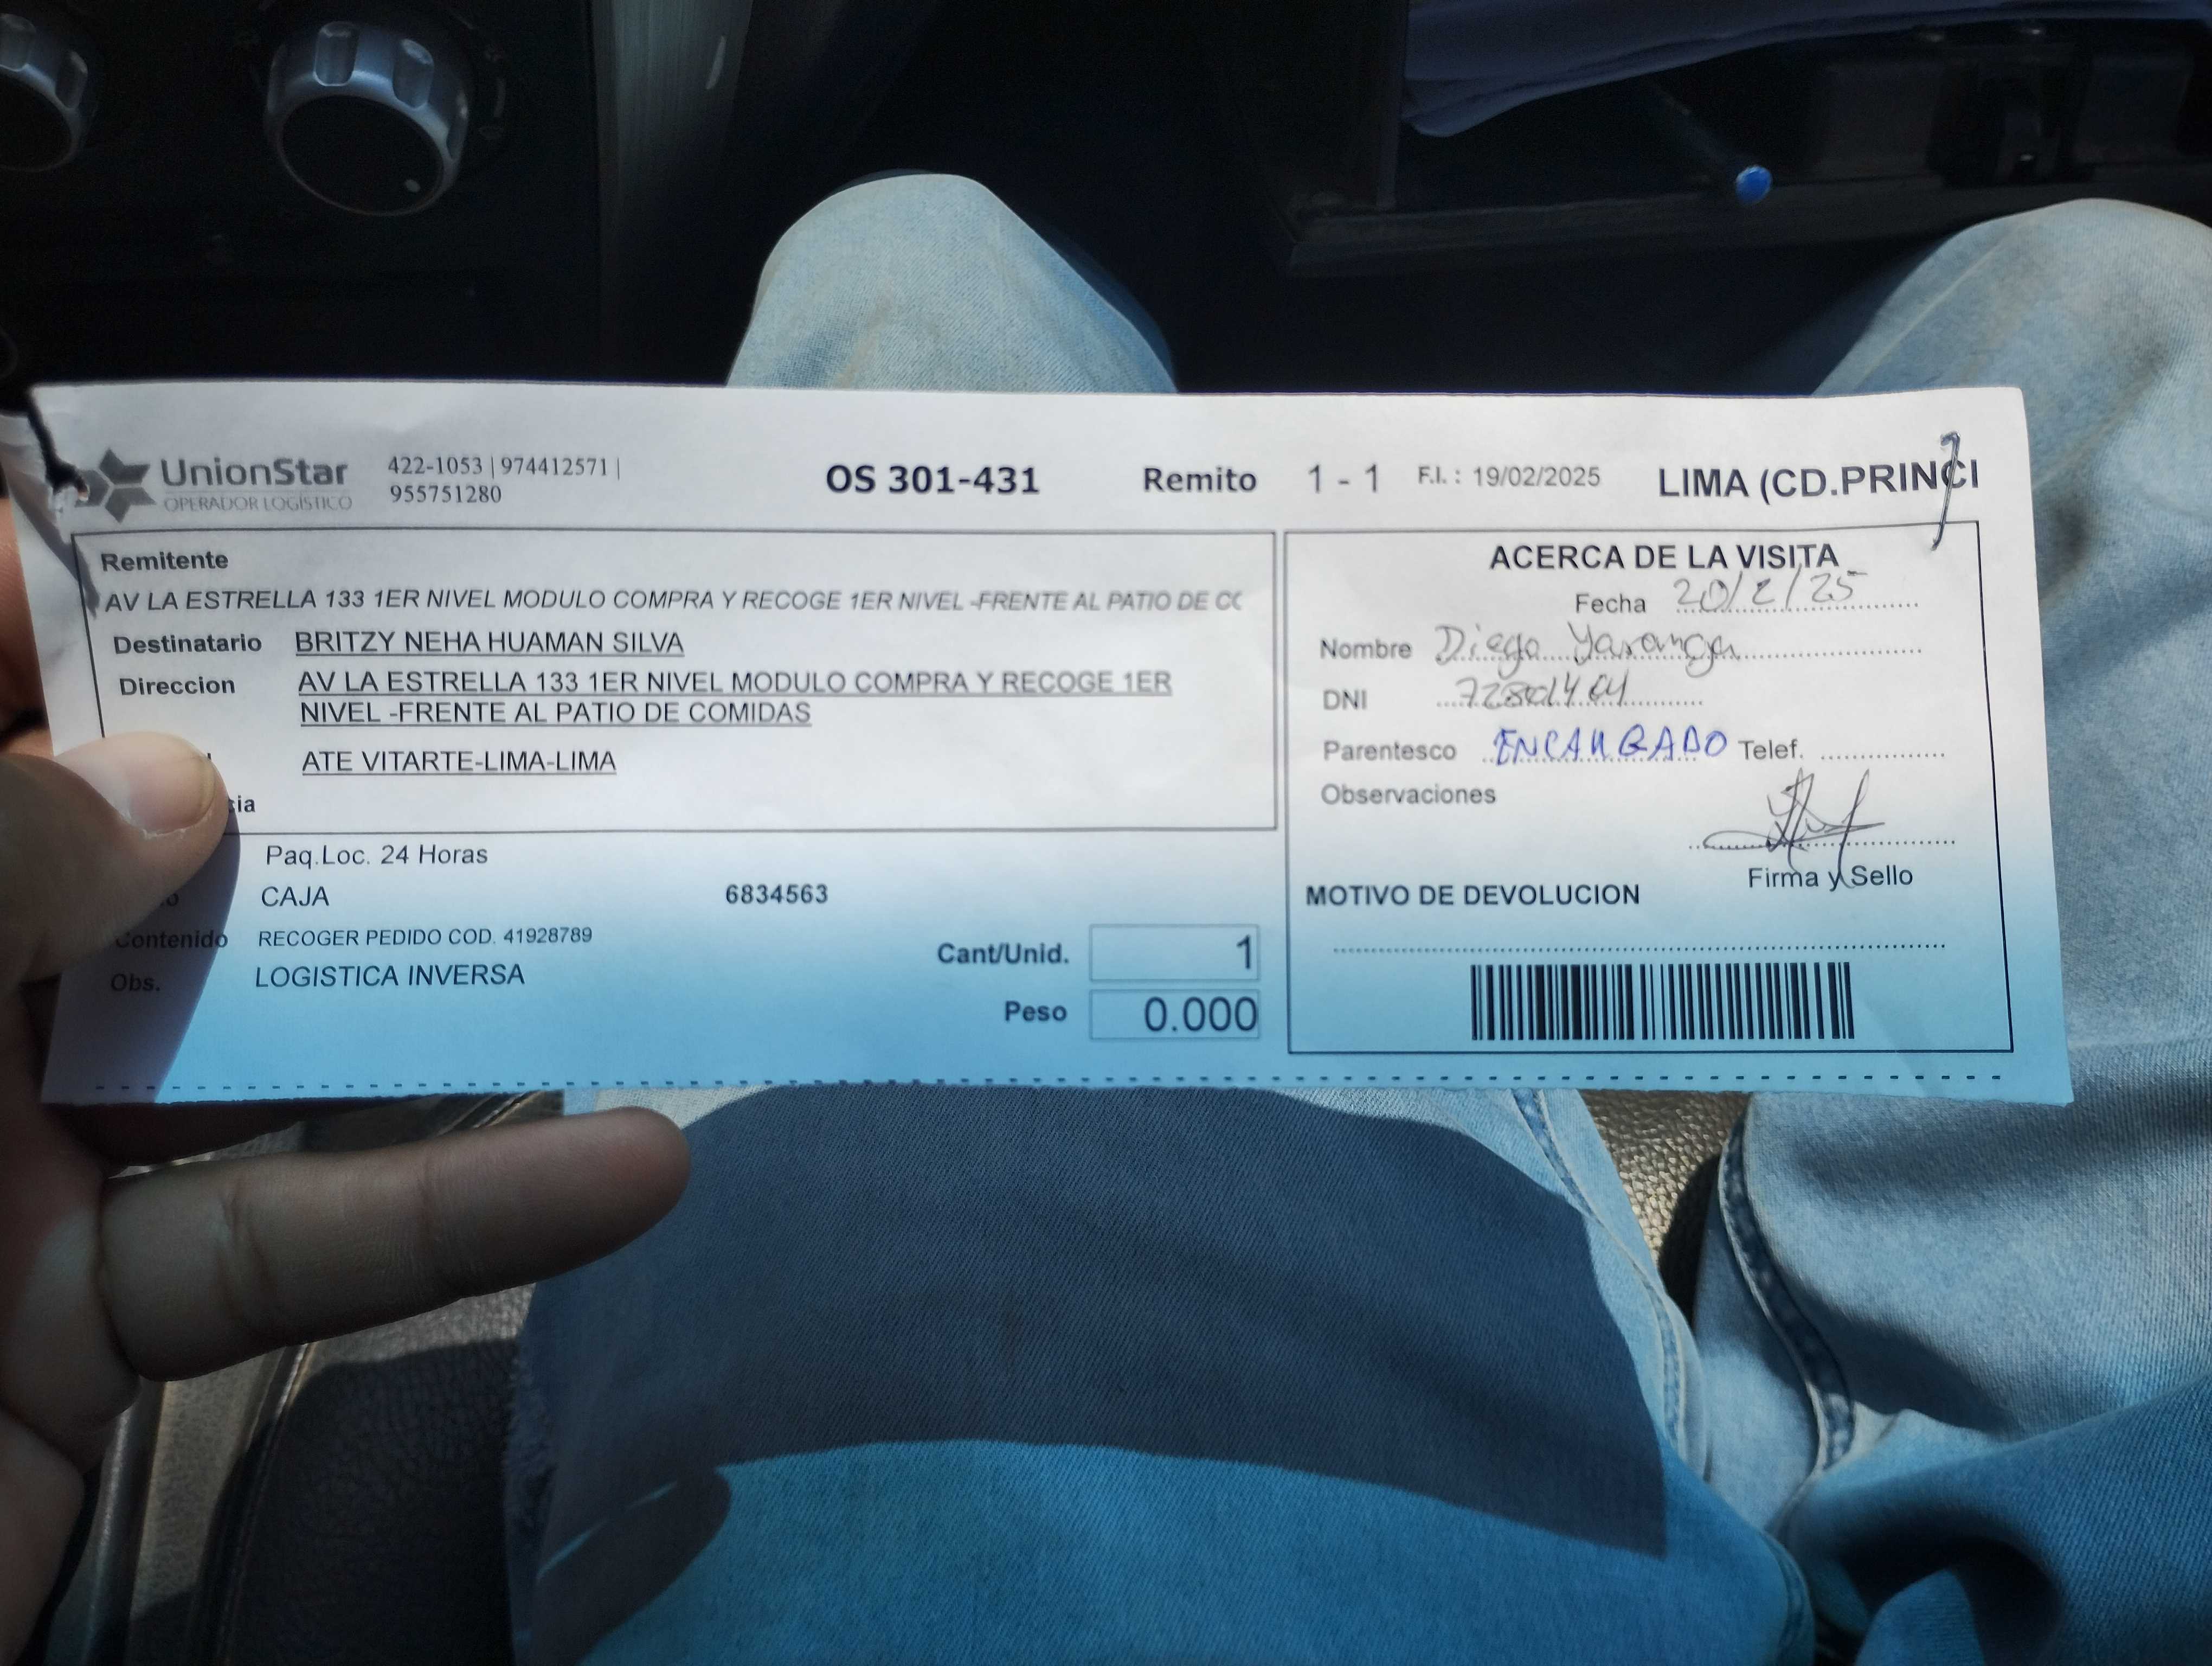 UnionStar
OPERADOR LOGÍSTICO
422-1053 | 974412571 |
955751280
OS 301-431
Remito
1 - 1
F.I. : 19/02/2025
LIMA (CD.PRINCI
Remitente
AV LA ESTRELLA 133 1ER NIVEL MODULO COMPRA Y RECOGE 1ER NIVEL -FRENTE AL PATIO DE CO
Destinatario BRITZY NEHA HUAMAN SILVA
Direccion AV LA ESTRELLA 133 1ER NIVEL MODULO COMPRA Y RECOGE 1ER
NIVEL -FRENTE AL PATIO DE COMIDAS
ATE VITARTE-LIMA-LIMA
cia
Paq.Loc. 24 Horas
CAJA 6834563
Contenido RECOGER PEDIDO COD. 41928789
Obs. LOGISTICA INVERSA
Cant/Unid. 1
Peso 0.000
ACERCA DE LA VISITA
Fecha 20/2/25
Nombre Diego Yaranga
DNI
Parentesco ENCARGADO Telef.
Observaciones
Firma y Sello
MOTIVO DE DEVOLUCION